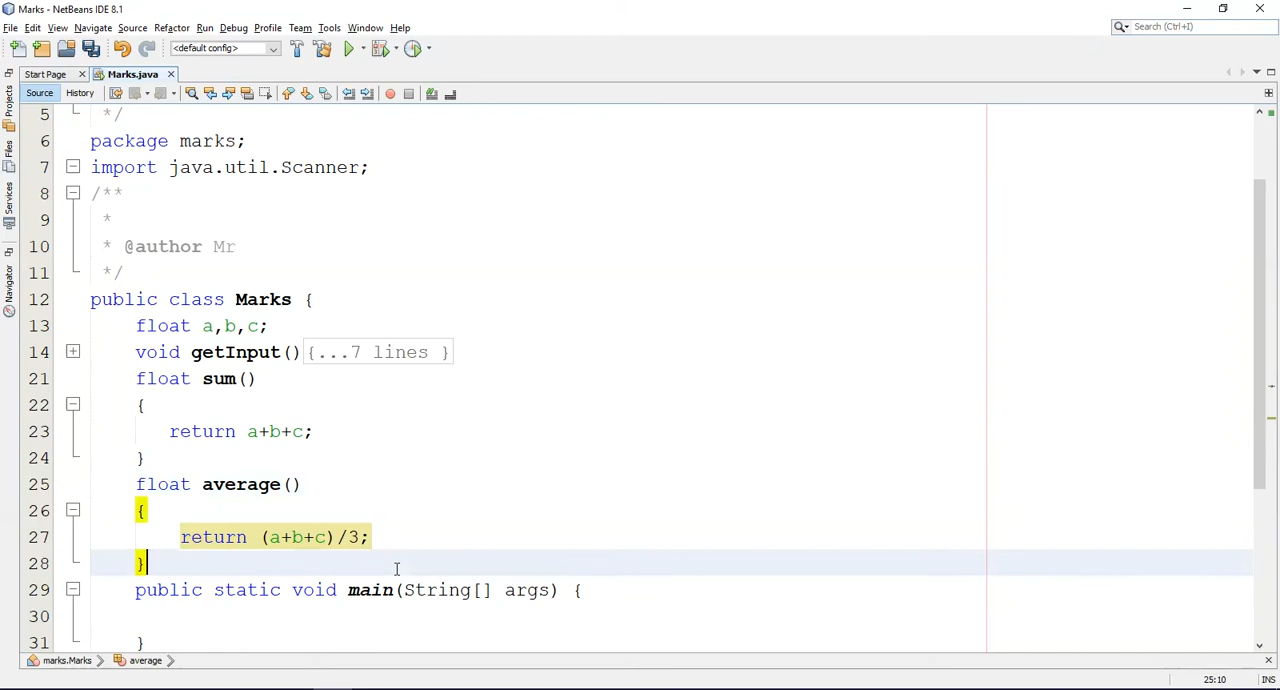 Marks - NetBeans IDE 8.1
File Edit View Navigate Source Refactor Run Debug Profile Team Tools Window Help
Search (Ctrl+I)
<default config>
Start Page Marks.java
Source History
Projects
Files
Services
Navigator
5 */
6 package marks;
7 import java.util.Scanner;
8 /**
9 *
10 * @author Mr
11 */
12 public class Marks {
13 float a,b,c;
14 void getInput(){...7 lines }
21 float sum()
22 {
23 return a+b+c;
24 }
25 float average()
26 {
27 return (a+b+c)/3;
28 }
29 public static void main(String[] args) {
30
31 }
marks.Marks average
25:10 INS